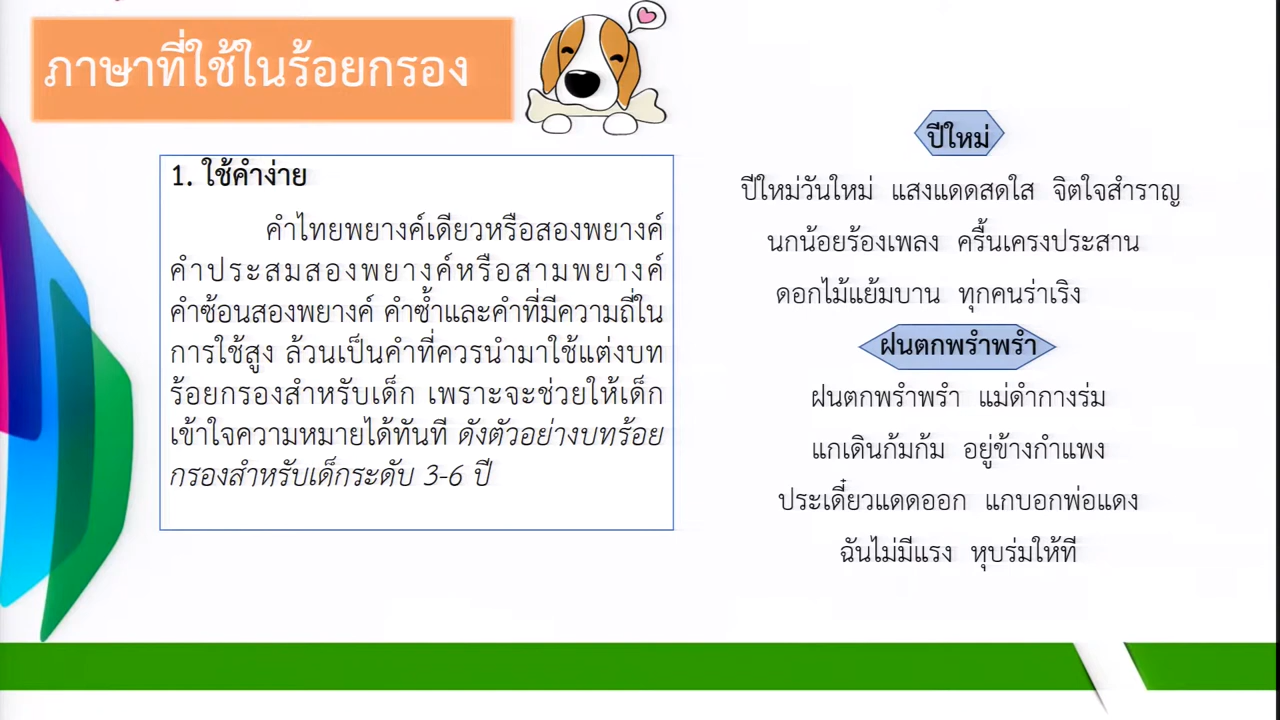 ภาษาที่ใช้ในร้อยกรอง
1. ใช้คำง่าย
คำไทยพยางค์เดียวหรือสองพยางค์
คำประสมสองพยางค์หรือสามพยางค์
คำซ้อนสองพยางค์ คำซ้ำและคำที่มีความถี่ใน
การใช้สูง ล้วนเป็นคำที่ควรนำมาใช้แต่งบท
ร้อยกรองสำหรับเด็ก เพราะจะช่วยให้เด็ก
เข้าใจความหมายได้ทันที ดังตัวอย่างบทร้อย
กรองสำหรับเด็กระดับ 3-6 ปี
ปีใหม่
ปีใหม่วันใหม่ แสงแดดสดใส จิตใจสำราญ
นกน้อยร้องเพลง ครื้นเครงประสาน
ดอกไม้แย้มบาน ทุกคนร่าเริง
ฝนตกพรำพรำ
ฝนตกพรำพรำ แม่ดำกางร่ม
แกเดินก้มก้ม อยู่ข้างกำแพง
ประเดี๋ยวแดดออก แกบอกพ่อแดง
ฉันไม่มีแรง หุบร่มให้ที